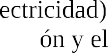 ectricidad)
ón y el